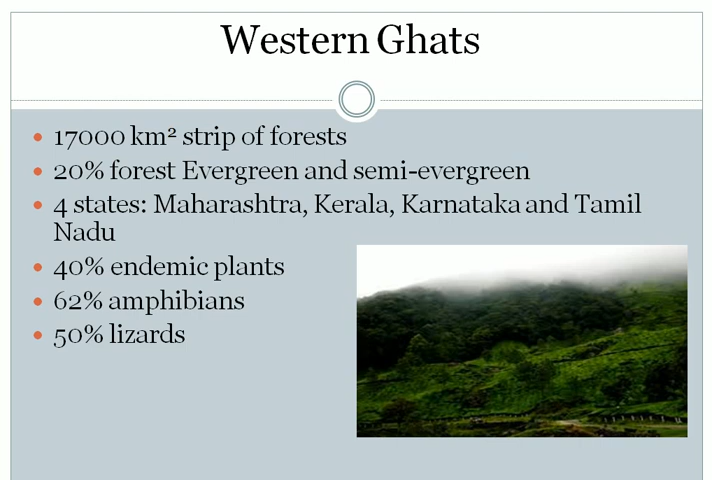 Western Ghats
17000 km² strip of forests
20% forest Evergreen and semi-evergreen
4 states: Maharashtra, Kerala, Karnataka and Tamil
Nadu
40% endemic plants
62% amphibians
50% lizards